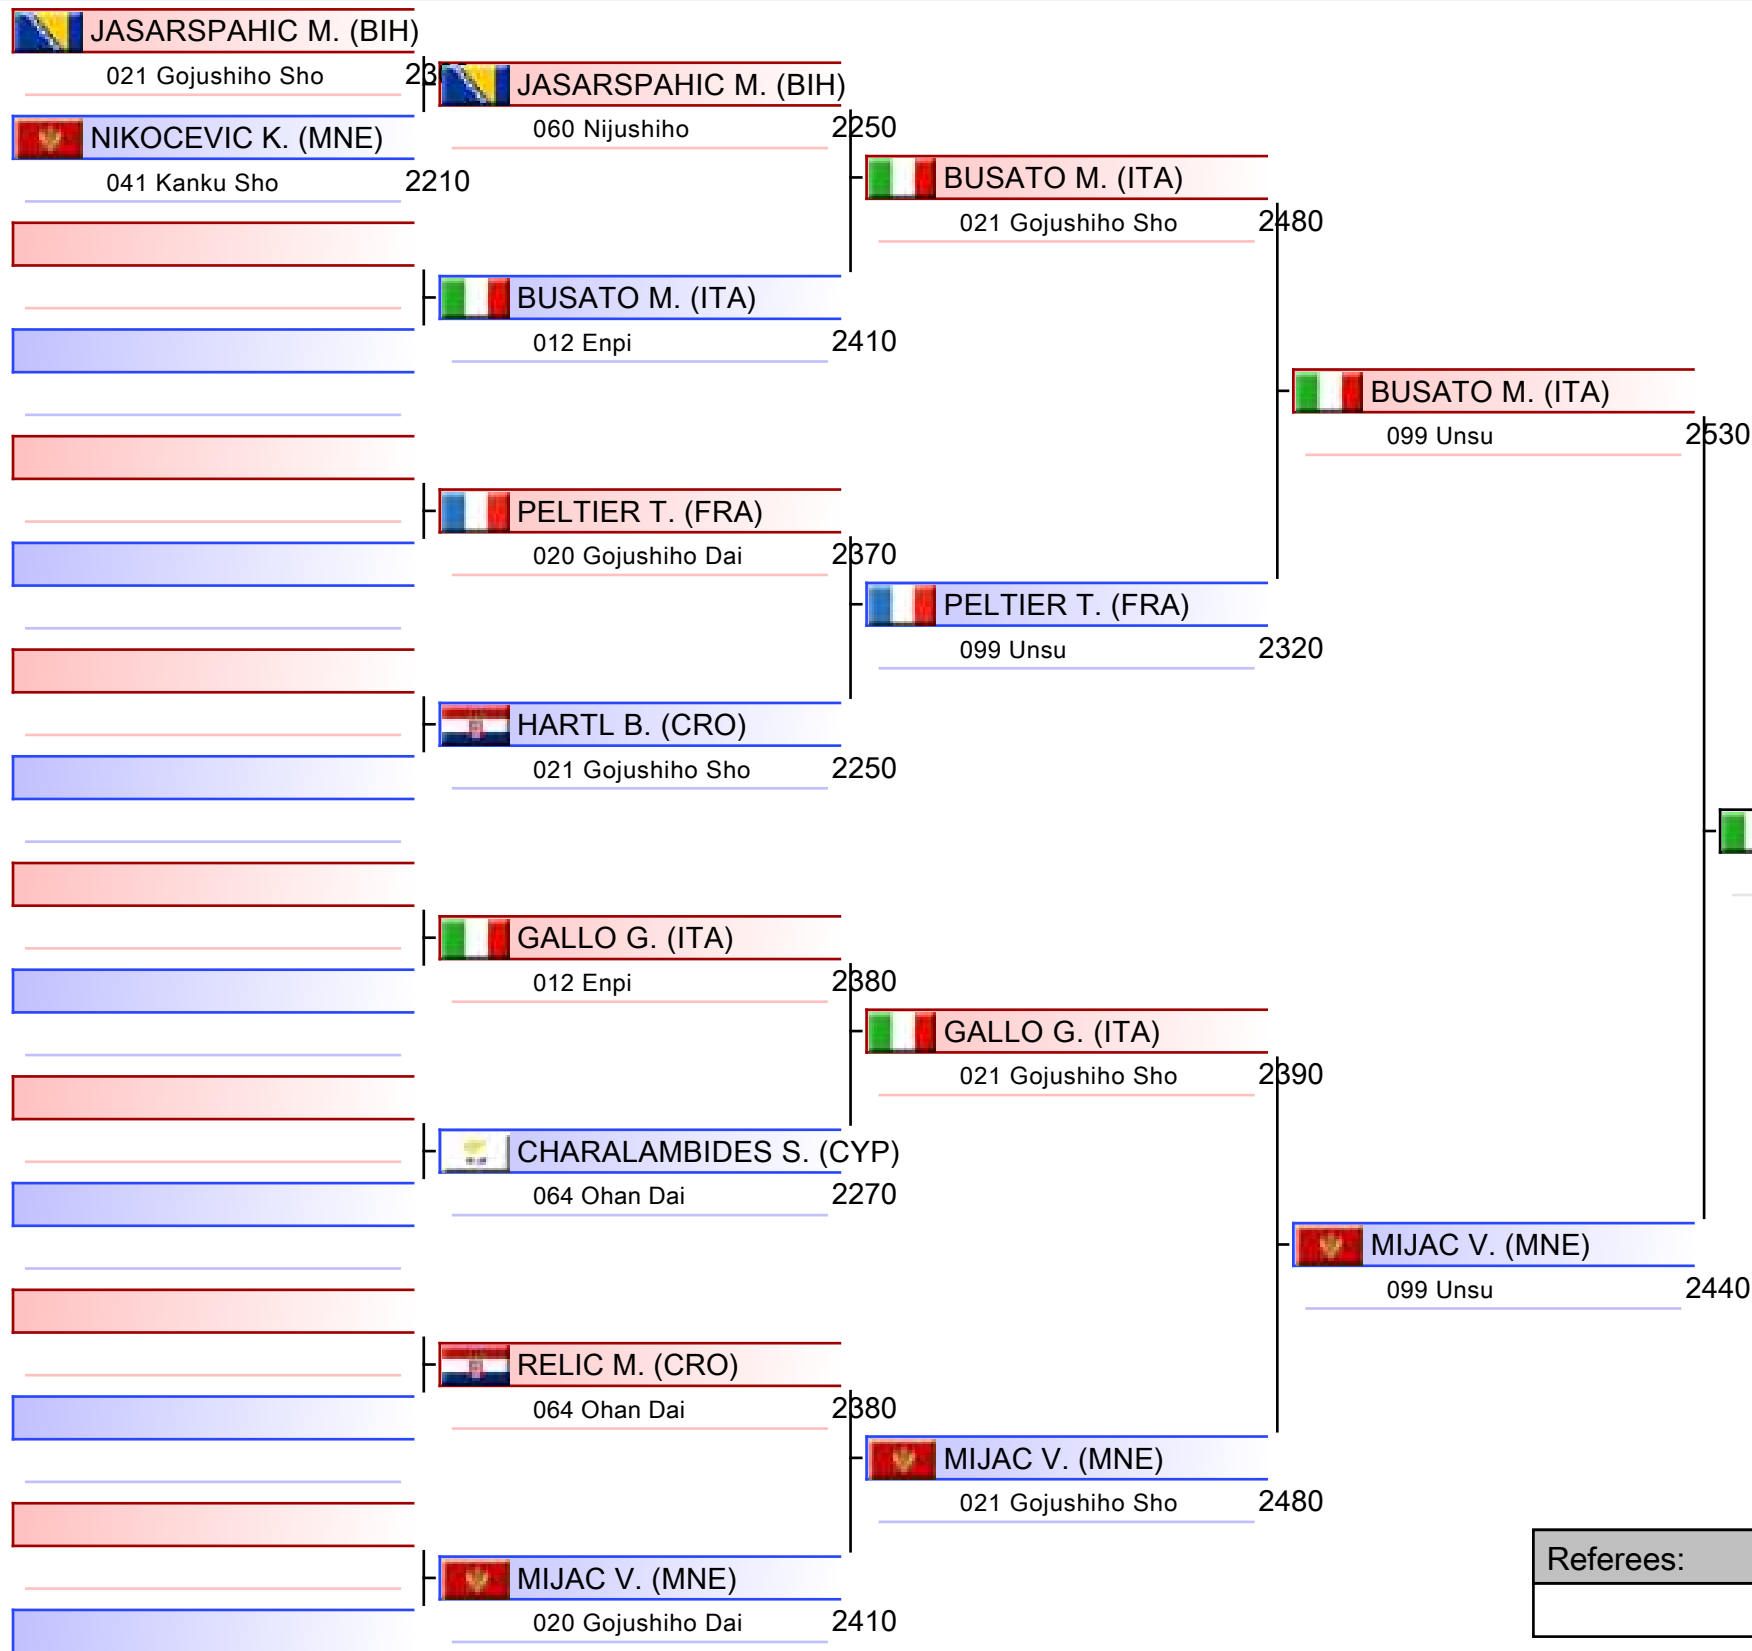 JASARSPAHIC M. (BIH)
021 Gojushiho Sho
NIKOCEVIC K. (MNE)
041 Kanku Sho 2210
JASARSPAHIC M. (BIH)
060 Nijushiho 2250
BUSATO M. (ITA)
012 Enpi 2410
PELTIER T. (FRA)
020 Gojushiho Dai 2370
HARTL B. (CRO)
021 Gojushiho Sho 2250
GALLO G. (ITA)
012 Enpi 2380
CHARALAMBIDES S. (CYP)
064 Ohan Dai 2270
RELIC M. (CRO)
064 Ohan Dai 2380
MIJAC V. (MNE)
020 Gojushiho Dai 2410
BUSATO M. (ITA)
021 Gojushiho Sho 2480
PELTIER T. (FRA)
099 Unsu 2320
GALLO G. (ITA)
021 Gojushiho Sho 2390
MIJAC V. (MNE)
021 Gojushiho Sho 2480
BUSATO M. (ITA)
099 Unsu 2530
MIJAC V. (MNE)
099 Unsu 2440
Referees: